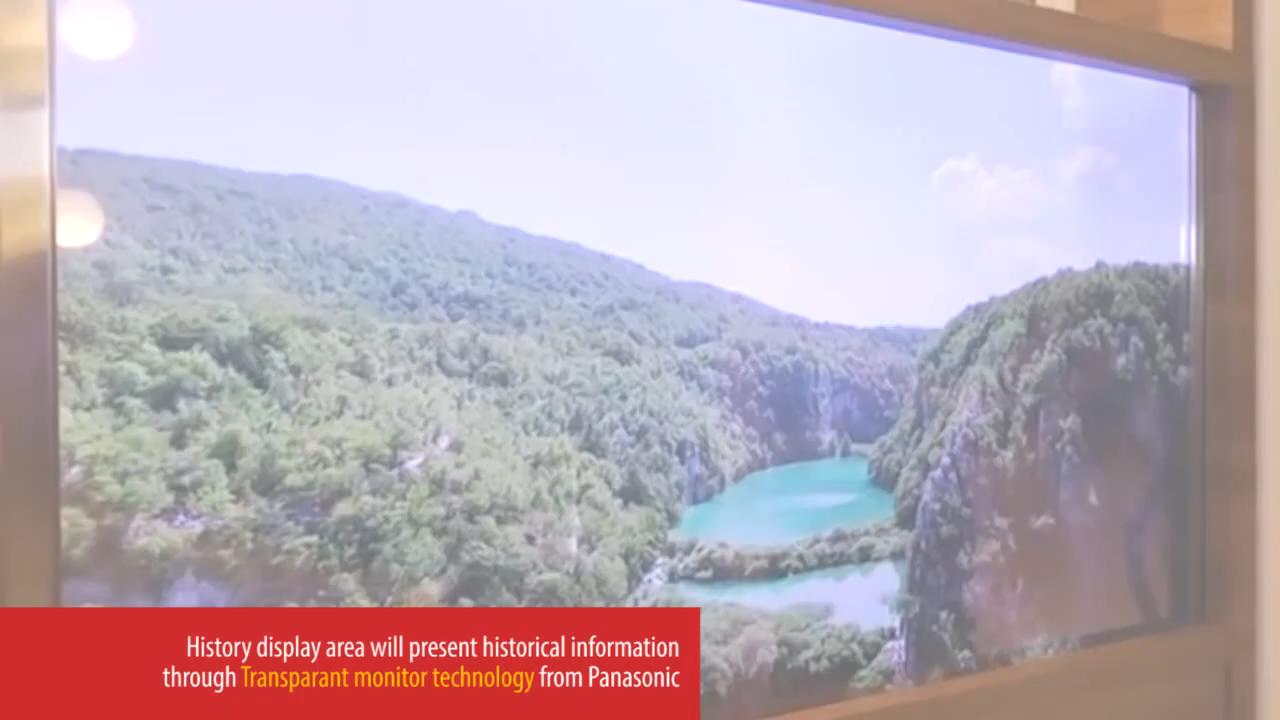 History display area will present historical information
through Transparant monitor technology from Panasonic